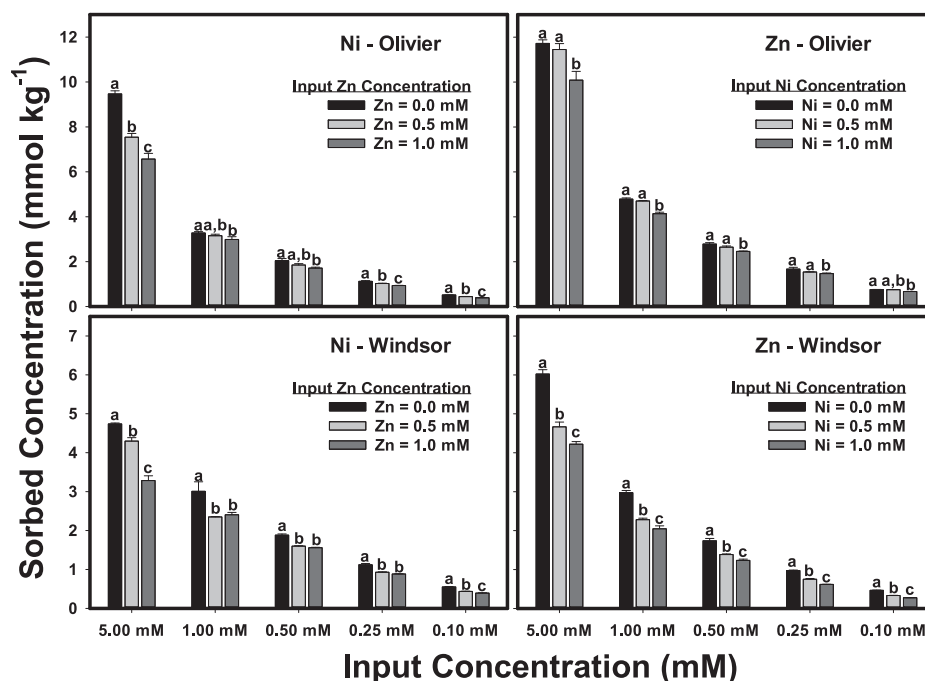 Sorbed Concentration (mmol kg⁻¹)
12
10
8
6
4
2
0
Ni - Olivier
Input Zn Concentration
Zn = 0.0 mM
Zn = 0.5 mM
Zn = 1.0 mM
a
b
c
a a,b b
a a,b b
a b c
a b c
Zn - Olivier
Input Ni Concentration
Ni = 0.0 mM
Ni = 0.5 mM
Ni = 1.0 mM
a a
b
a a b
a a b
a a b
a a,b b
7
6
5
4
3
2
1
0
Ni - Windsor
Input Zn Concentration
Zn = 0.0 mM
Zn = 0.5 mM
Zn = 1.0 mM
a
b
c
a
b b
a
b b
a b b
a b c
Zn - Windsor
Input Ni Concentration
Ni = 0.0 mM
Ni = 0.5 mM
Ni = 1.0 mM
a
b
c
a
b c
a
b c
a b c
a b c
5.00 mM 1.00 mM 0.50 mM 0.25 mM 0.10 mM
5.00 mM 1.00 mM 0.50 mM 0.25 mM 0.10 mM
Input Concentration (mM)